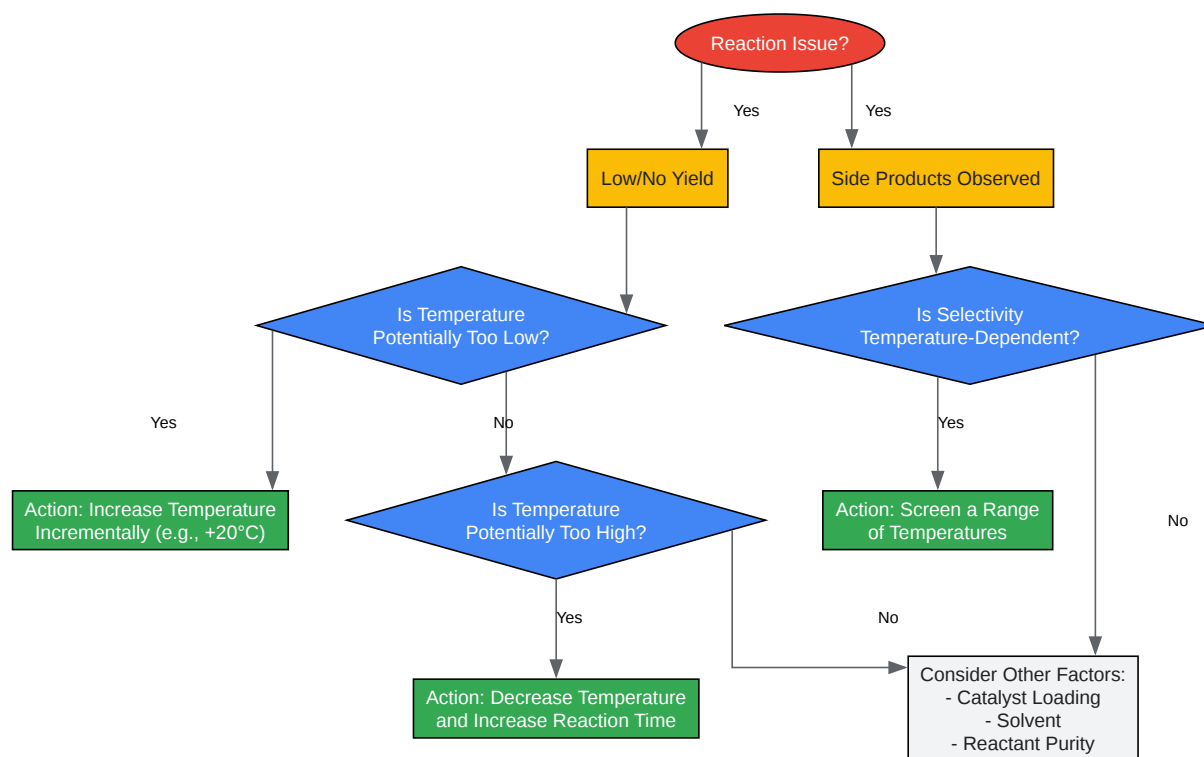 Reaction Issue?
Yes
Yes
Low/No Yield
Side Products Observed
Is Temperature
Potentially Too Low?
Is Selectivity
Temperature-Dependent?
Yes
No
Yes
No
Action: Increase Temperature
Incrementally (e.g., +20°C)
Is Temperature
Potentially Too High?
Action: Screen a Range
of Temperatures
Yes
No
Action: Decrease Temperature
and Increase Reaction Time
Consider Other Factors:
- Catalyst Loading
- Solvent
- Reactant Purity